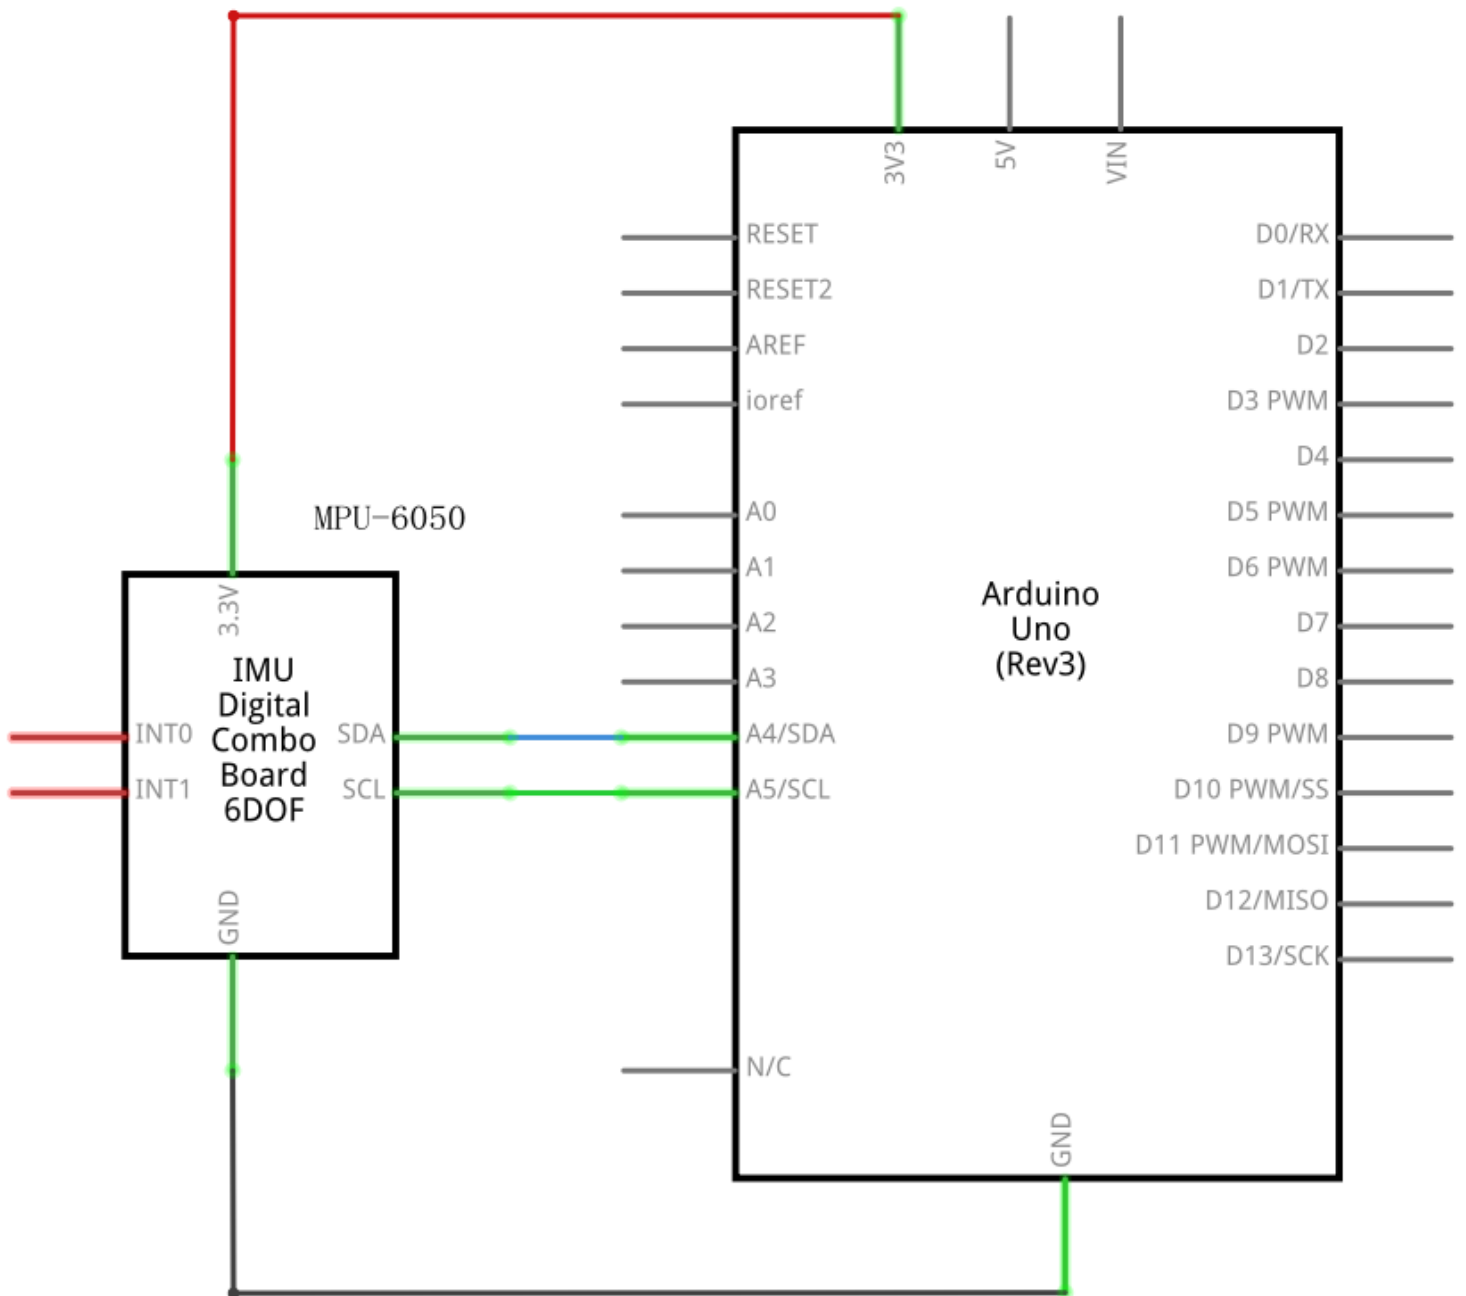 3V3
5V
VIN
RESET
RESET2
AREF
ioref
A0
A1
A2
A3
A4/SDA
A5/SCL
N/C
GND
Arduino
Uno
(Rev3)
D0/RX
D1/TX
D2
D3 PWM
D4
D5 PWM
D6 PWM
D7
D8
D9 PWM
D10 PWM/SS
D11 PWM/MOSI
D12/MISO
D13/SCK
MPU-6050
3.3V
IMU
Digital
Combo
Board
6DOF
INT0
INT1
SDA
SCL
GND